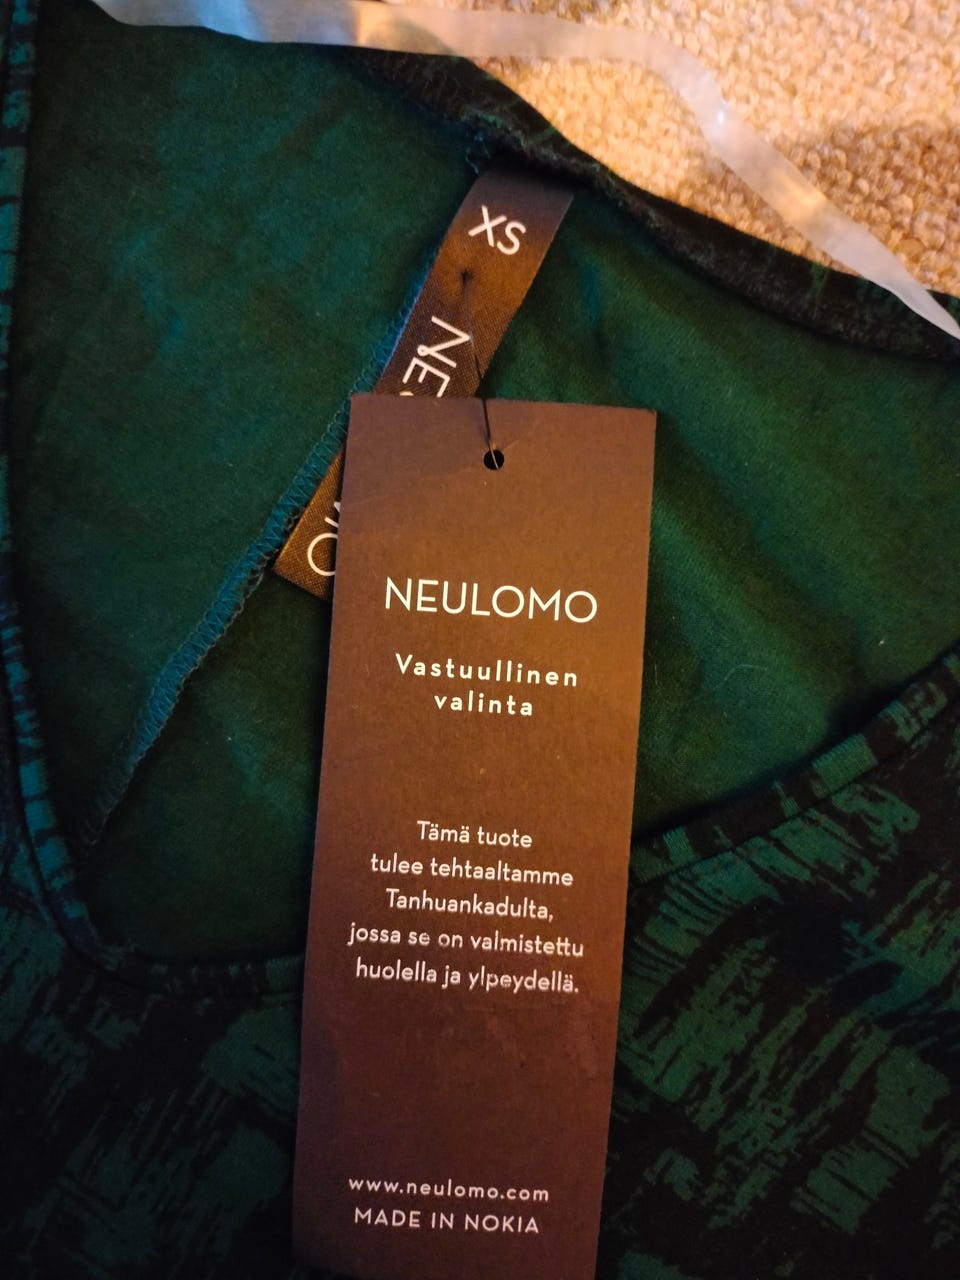 XS
NEULOMO
Vastuullinen
valinta
Tämä tuote
tulee tehtaaltamme
Tanhuankadulta,
jossa se on valmistettu
huolella ja ylpeydellä.
www.neulomo.com
MADE IN NOKIA